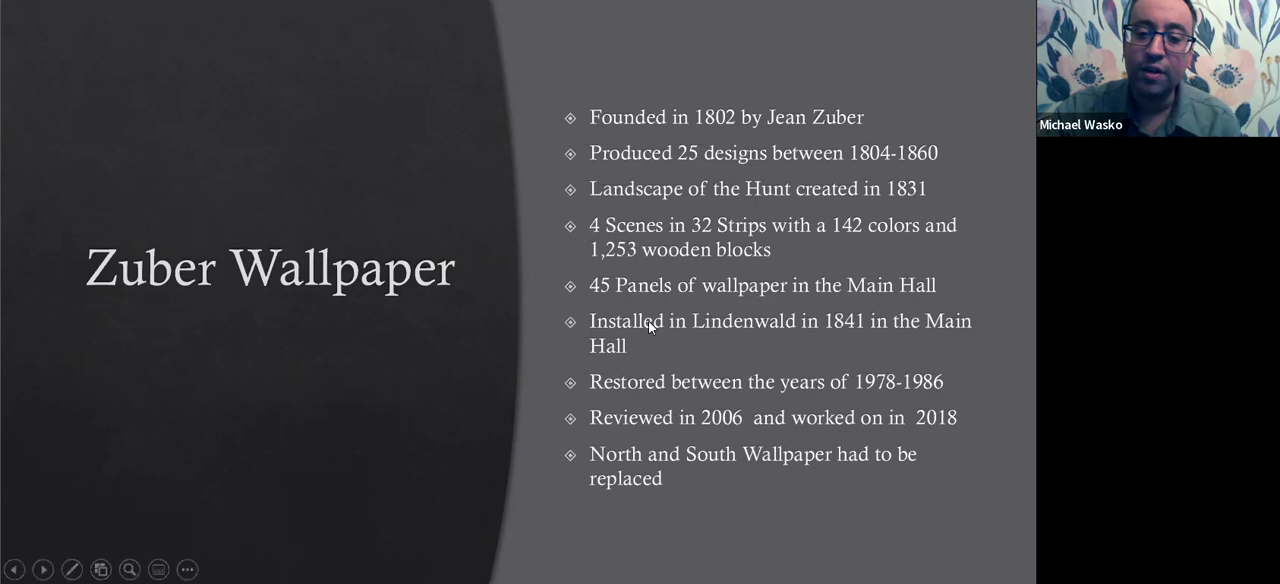 Zuber Wallpaper
Founded in 1802 by Jean Zuber
Produced 25 designs between 1804-1860
Landscape of the Hunt created in 1831
4 Scenes in 32 Strips with a 142 colors and
1,253 wooden blocks
45 Panels of wallpaper in the Main Hall
Installed in Lindenwald in 1841 in the Main
Hall
Restored between the years of 1978-1986
Reviewed in 2006  and worked on in  2018
North and South Wallpaper had to be
replaced
Michael Wasko